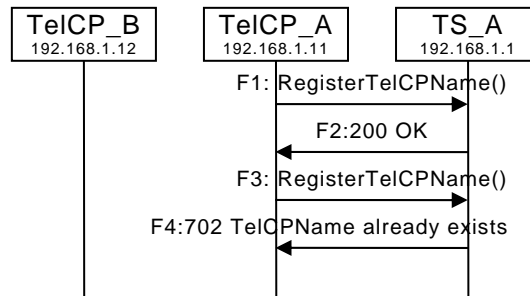 TelCP_B
192.168.1.12
TelCP_A
192.168.1.11
TS_A
192.168.1.1
F1: RegisterTelCPName()
F2:200 OK
F3: RegisterTelCPName()
F4:702 TelCPName already exists